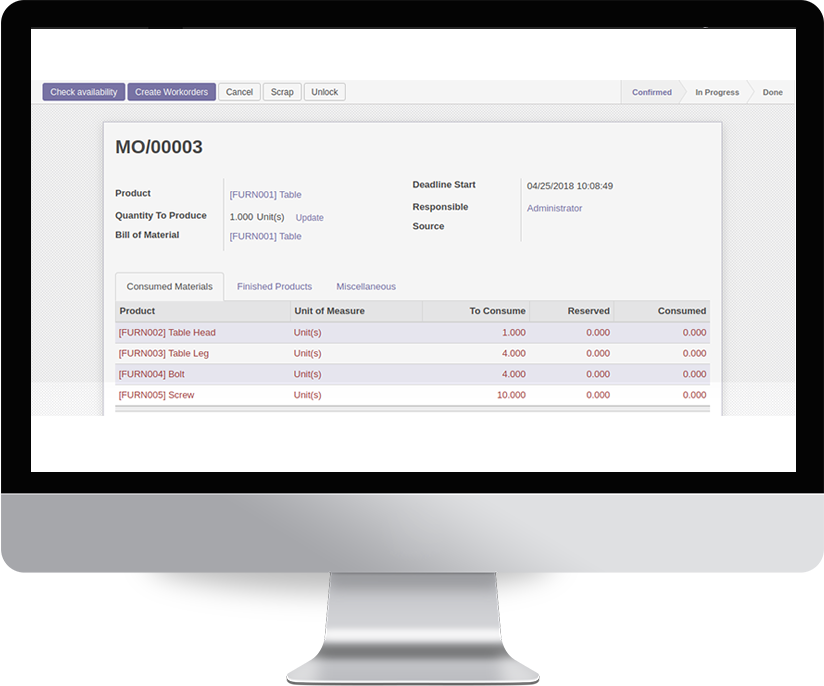 Check availability Create Workorders Cancel Scrap Unlock Confirmed In Progress Done
MO/00003
Product [FURN001] Table
Quantity To Produce 1.000 Unit(s) Update
Bill of Material [FURN001] Table
Deadline Start 04/25/2018 10:08:49
Responsible Administrator
Source
Consumed Materials Finished Products Miscellaneous
Product Unit of Measure To Consume Reserved Consumed
[FURN002] Table Head Unit(s) 1.000 0.000 0.000
[FURN003] Table Leg Unit(s) 4.000 0.000 0.000
[FURN004] Bolt Unit(s) 4.000 0.000 0.000
[FURN005] Screw Unit(s) 10.000 0.000 0.000